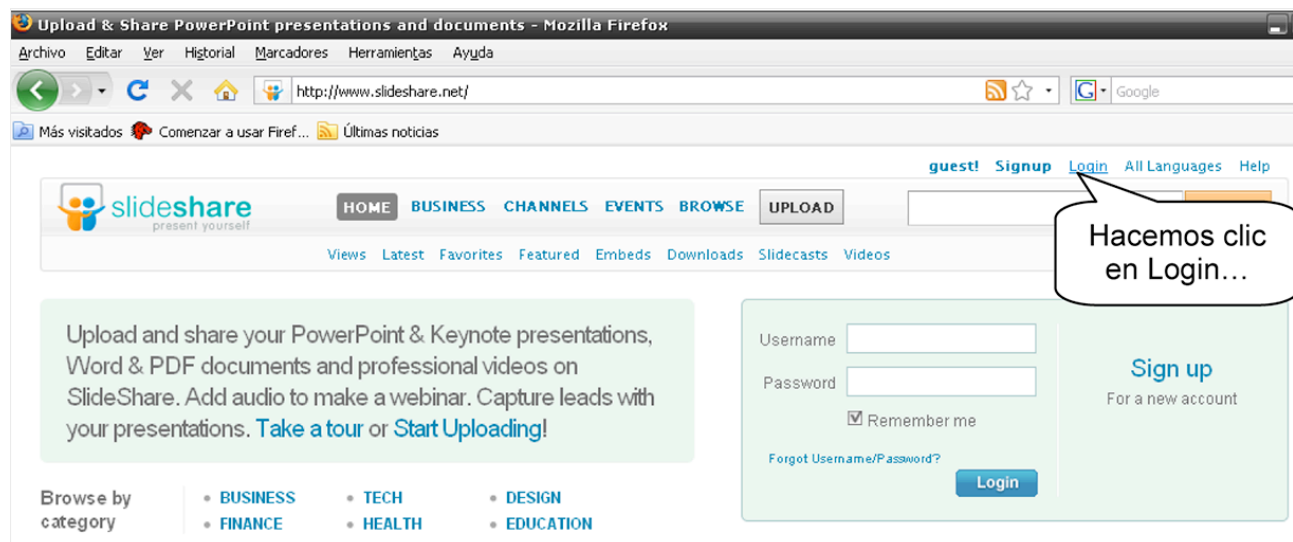 Upload & Share PowerPoint presentations and documents - Mozilla Firefox
Archivo Editar Ver Historial Marcadores Herramientas Ayuda
http://www.slideshare.net/ G Google
Más visitados Comenzar a usar Firef... Últimas noticias
guest! Signup Login All Languages Help
slideshare
present yourself
HOME BUSINESS CHANNELS EVENTS BROWSE UPLOAD
Hacemos clic
en Login...
Views Latest Favorites Featured Embeds Downloads Slidecasts Videos
Upload and share your PowerPoint & Keynote presentations,
Word & PDF documents and professional videos on
SlideShare. Add audio to make a webinar. Capture leads with
your presentations. Take a tour or Start Uploading!
Username
Password
Remember me
Forgot Username/Password?
Login
Sign up
For a new account
Browse by
category
BUSINESS TECH DESIGN
FINANCE HEALTH EDUCATION